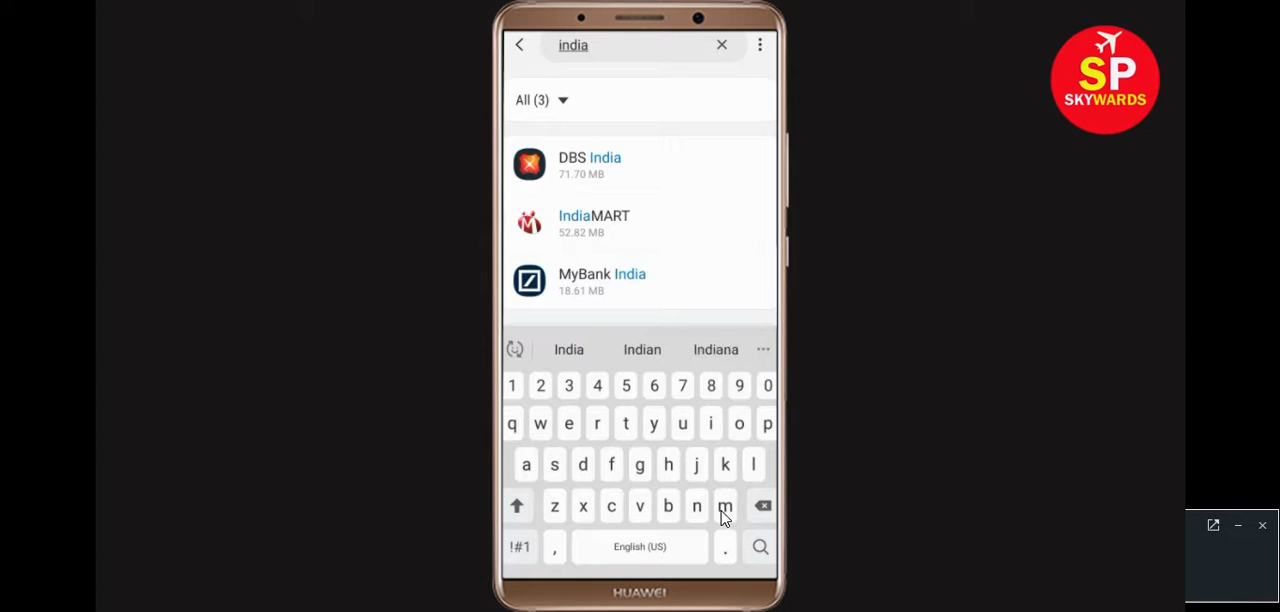 india
SP
SKYWARDS
All (3)
DBS India
71.70 MB
IndiaMART
52.82 MB
MyBank India
18.61 MB
India Indian Indiana
1 2 3 4 5 6 7 8 9 0
q w e r t y u i o p
a s d f g h j k l
z x c v b n m
!#1 , English (US) .
HUAWEI